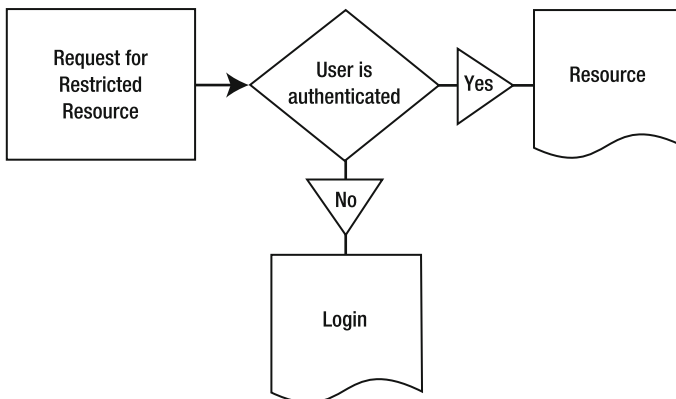 Request for
Restricted
Resource
User is
authenticated
Yes
Resource
No
Login